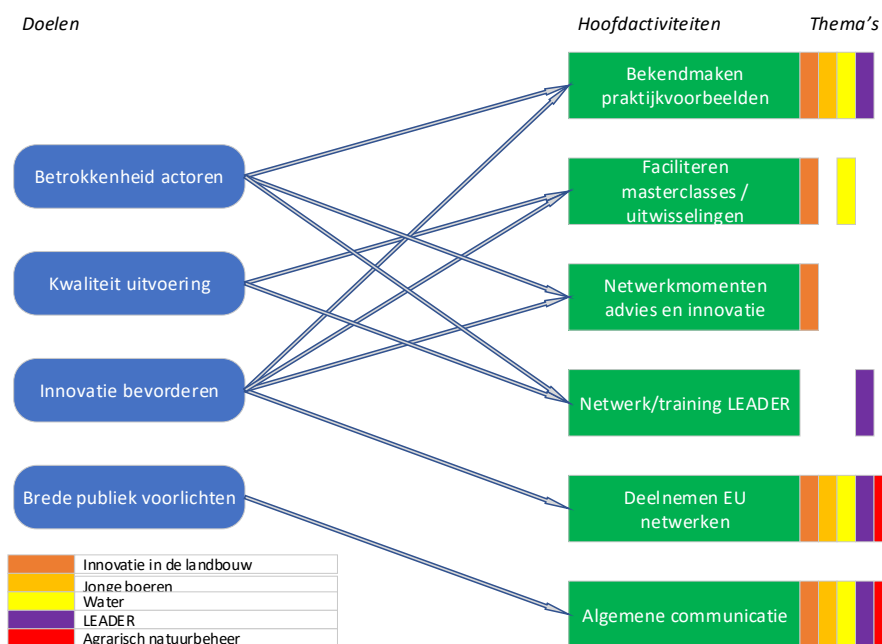 Doelen
Hoofdactiviteiten
Thema's
Bekendmaken
praktijkvoorbeelden
Betrokkenheid actoren
Faciliteren
masterclasses /
uitwisselingen
Kwaliteit uitvoering
Netwerkmomenten
advies en innovatie
Innovatie bevorderen
Netwerk/training LEADER
Brede publiek voorlichten
Deelnemen EU
netwerken
Algemene communicatie
Innovatie in de landbouw
Jonge boeren
Water
LEADER
Agrarisch natuurbeheer